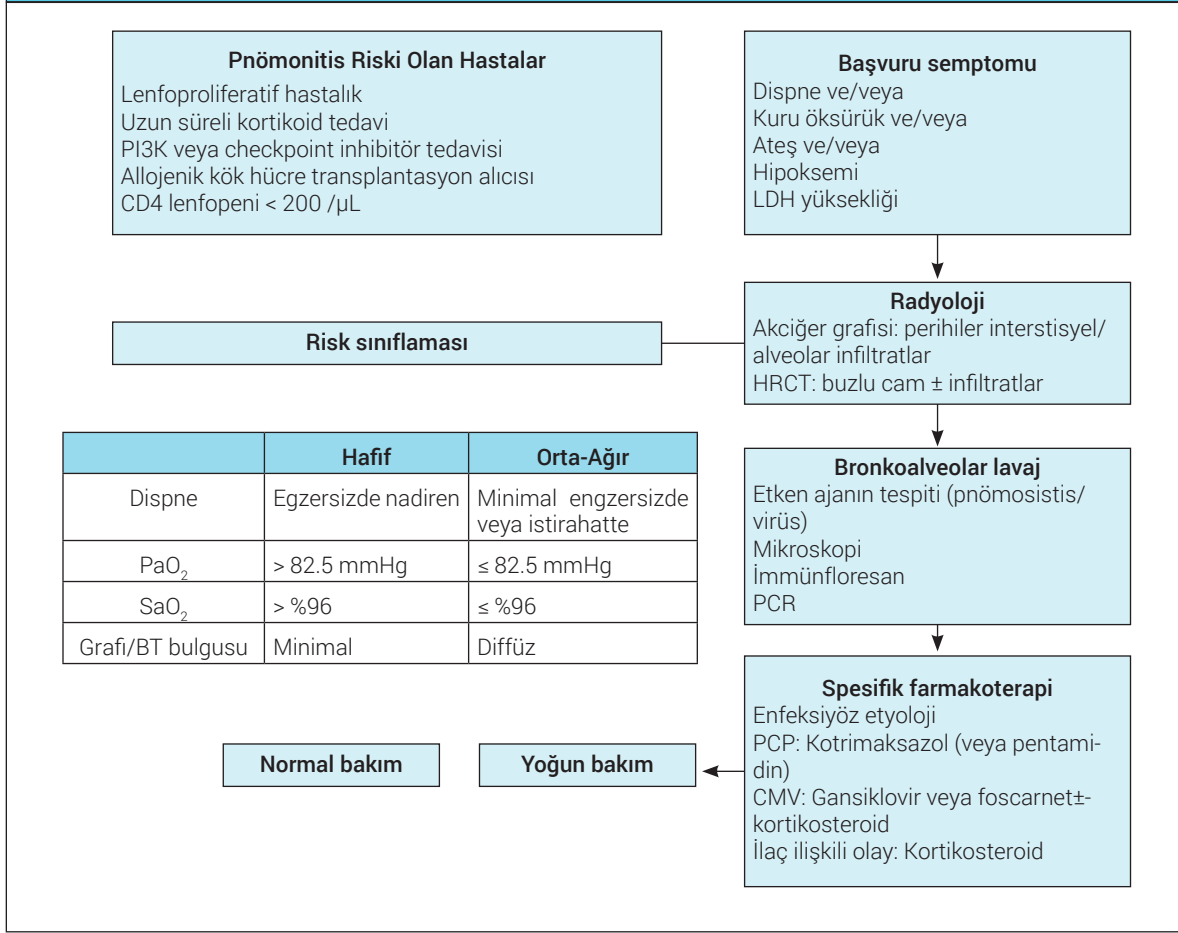 Pnömonitis Riski Olan Hastalar
Lenfoproliferatif hastalık
Uzun süreli kortikoid tedavi
PI3K veya checkpoint inhibitör tedavisi
Allojenik kök hücre transplantasyon alıcısı
CD4 lenfopeni < 200 /µL
Başvuru semptomu
Dispne ve/veya
Kuru öksürük ve/veya
Ateş ve/veya
Hipoksemi
LDH yüksekliği
Risk sınıflaması
Radyoloji
Akciğer grafisi: perihiler interstisyel/
alveolar infiltratlar
HRCT: buzlu cam ± infiltratlar
Hafif Orta-Ağır
Dispne Egzersizde nadiren Minimal engzersizde
veya istirahatte
PaO₂ > 82.5 mmHg ≤ 82.5 mmHg
SaO₂ > %96 ≤ %96
Grafi/BT bulgusu Minimal Diffüz
Bronkoalveolar lavaj
Etken ajanın tespiti (pnömosistis/
virüs)
Mikroskopi
İmmünfloresan
PCR
Normal bakım
Yoğun bakım
Spesifik farmakoterapi
Enfeksiyöz etyoloji
PCP: Kotrimaksazol (veya pentami-
din)
CMV: Gansiklovir veya foscarnet±-
kortikosteroid
İlaç ilişkili olay: Kortikosteroid